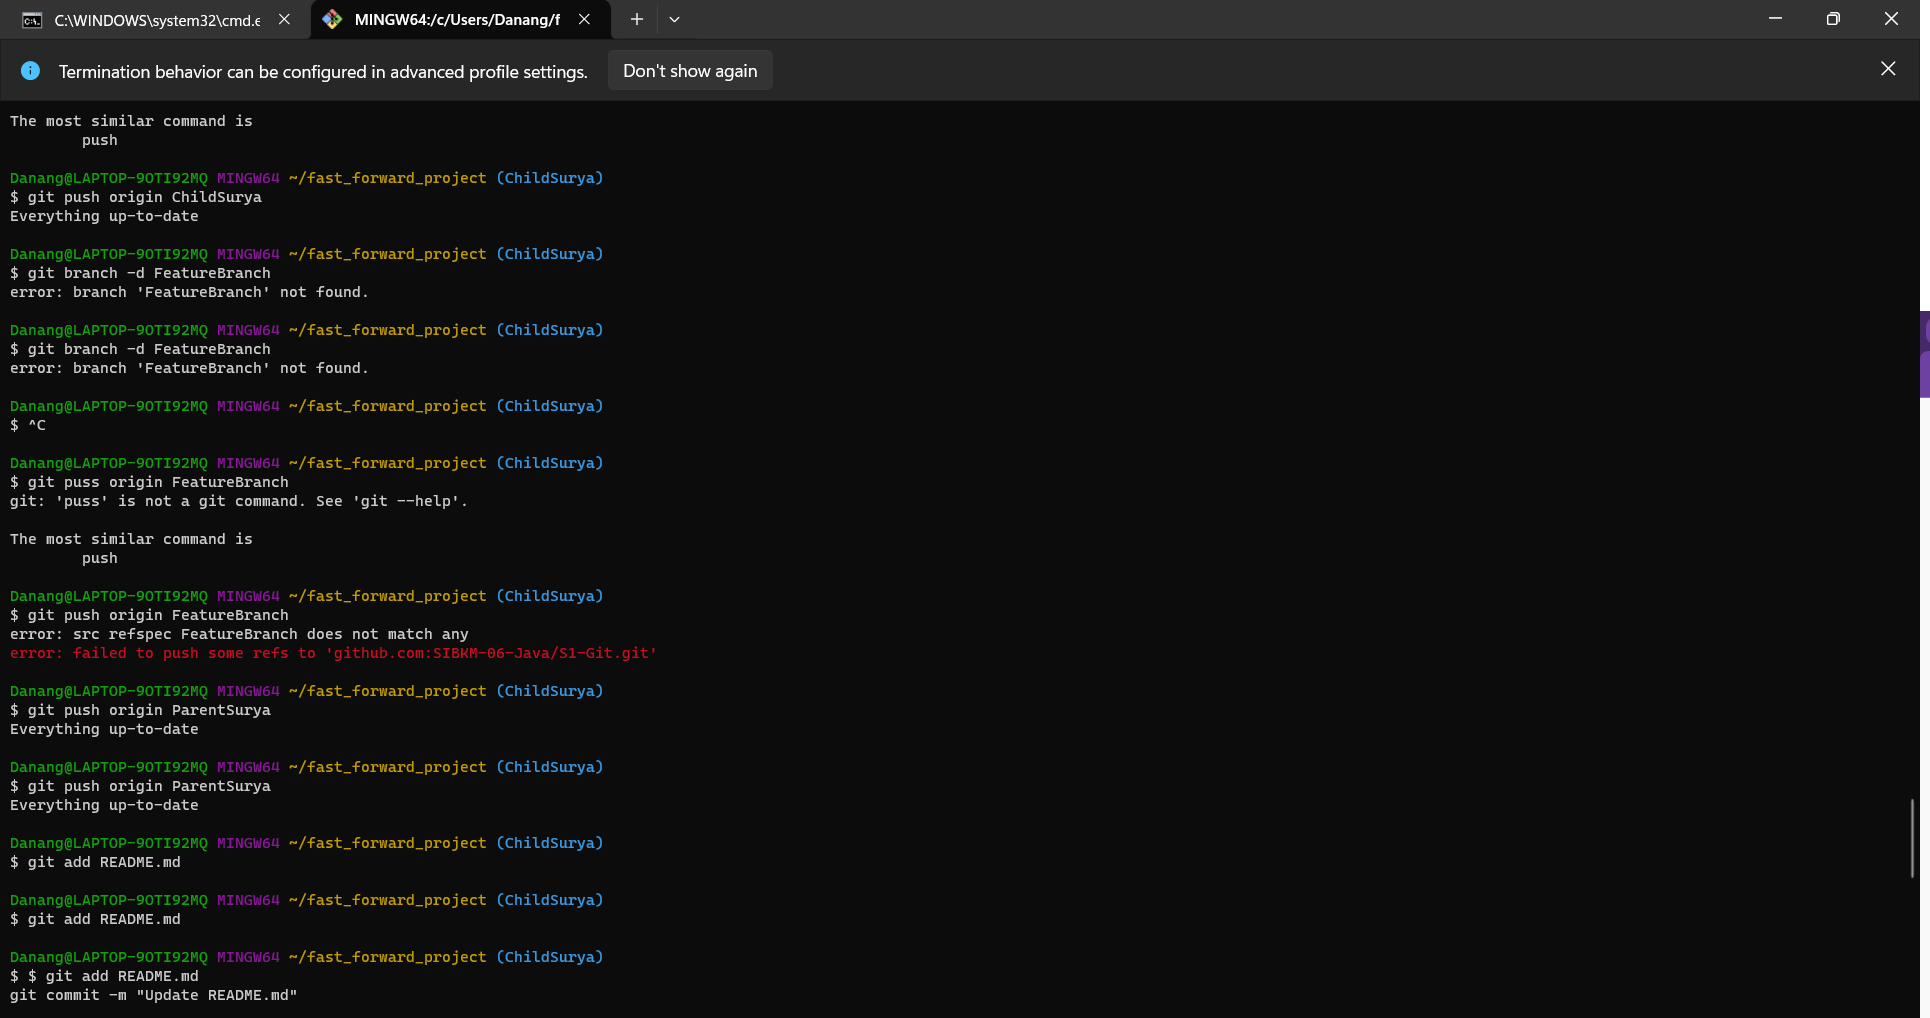 C:\WINDOWS\system32\cmd.e
MINGW64:/c/Users/Danang/f
Termination behavior can be configured in advanced profile settings.
Don't show again
The most similar command is
push
Danang@LAPTOP-9OTI92MQ MINGW64 ~/fast_forward_project (ChildSurya)
$ git push origin ChildSurya
Everything up-to-date
Danang@LAPTOP-9OTI92MQ MINGW64 ~/fast_forward_project (ChildSurya)
$ git branch -d FeatureBranch
error: branch 'FeatureBranch' not found.
Danang@LAPTOP-9OTI92MQ MINGW64 ~/fast_forward_project (ChildSurya)
$ git branch -d FeatureBranch
error: branch 'FeatureBranch' not found.
Danang@LAPTOP-9OTI92MQ MINGW64 ~/fast_forward_project (ChildSurya)
$ ^C
Danang@LAPTOP-9OTI92MQ MINGW64 ~/fast_forward_project (ChildSurya)
$ git puss origin FeatureBranch
git: 'puss' is not a git command. See 'git --help'.
The most similar command is
push
Danang@LAPTOP-9OTI92MQ MINGW64 ~/fast_forward_project (ChildSurya)
$ git push origin FeatureBranch
error: src refspec FeatureBranch does not match any
error: failed to push some refs to 'github.com:SIBKM-06-Java/S1-Git.git'
Danang@LAPTOP-9OTI92MQ MINGW64 ~/fast_forward_project (ChildSurya)
$ git push origin ParentSurya
Everything up-to-date
Danang@LAPTOP-9OTI92MQ MINGW64 ~/fast_forward_project (ChildSurya)
$ git push origin ParentSurya
Everything up-to-date
Danang@LAPTOP-9OTI92MQ MINGW64 ~/fast_forward_project (ChildSurya)
$ git add README.md
Danang@LAPTOP-9OTI92MQ MINGW64 ~/fast_forward_project (ChildSurya)
$ git add README.md
Danang@LAPTOP-9OTI92MQ MINGW64 ~/fast_forward_project (ChildSurya)
$ $ git add README.md
git commit -m "Update README.md"